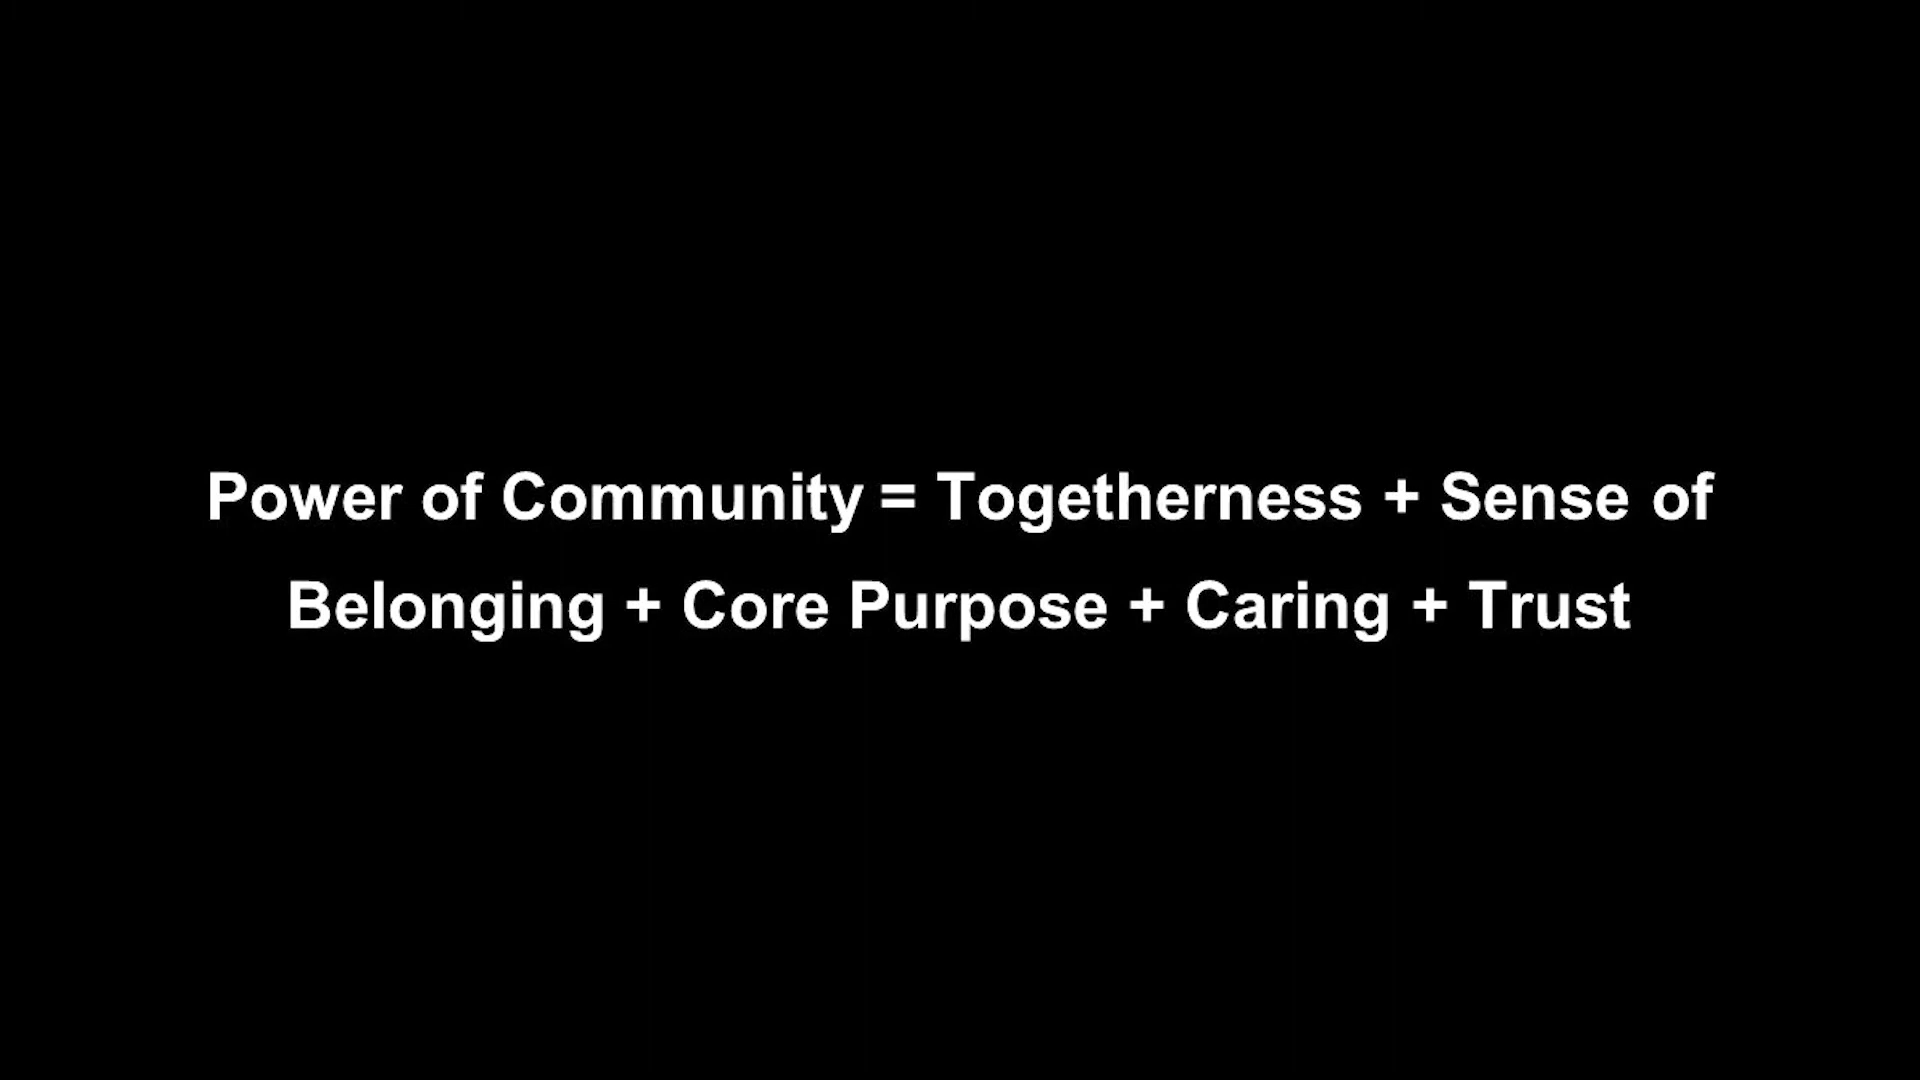 Power of Community = Togetherness + Sense of
Belonging + Core Purpose + Caring + Trust